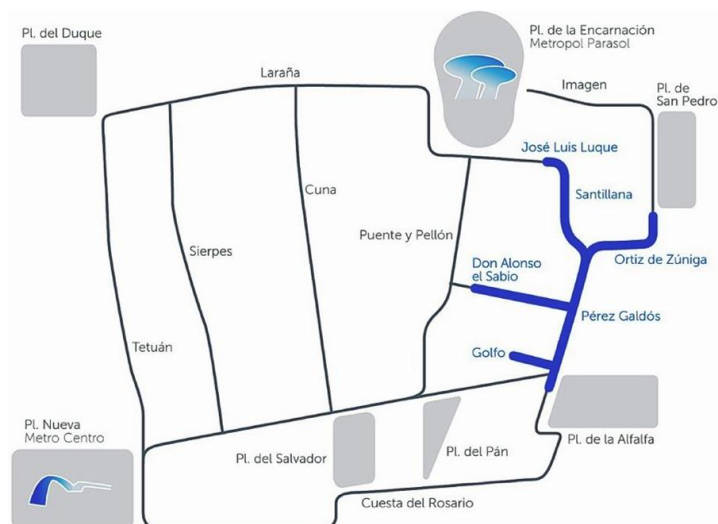 Pl. del Duque
Pl. de la Encarnación
Metropol Parasol
Laraña
Imagen
Pl. de
San Pedro
José Luis Luque
Cuna
Santillana
Puente y Pellón
Sierpes
Don Alonso
el Sabio
Ortiz de Zúniga
Pérez Galdós
Tetuán
Golfo
Pl. Nueva
Metro Centro
Pl. del Salvador
Pl. del Pán
Pl. de la Alfalfa
Cuesta del Rosario